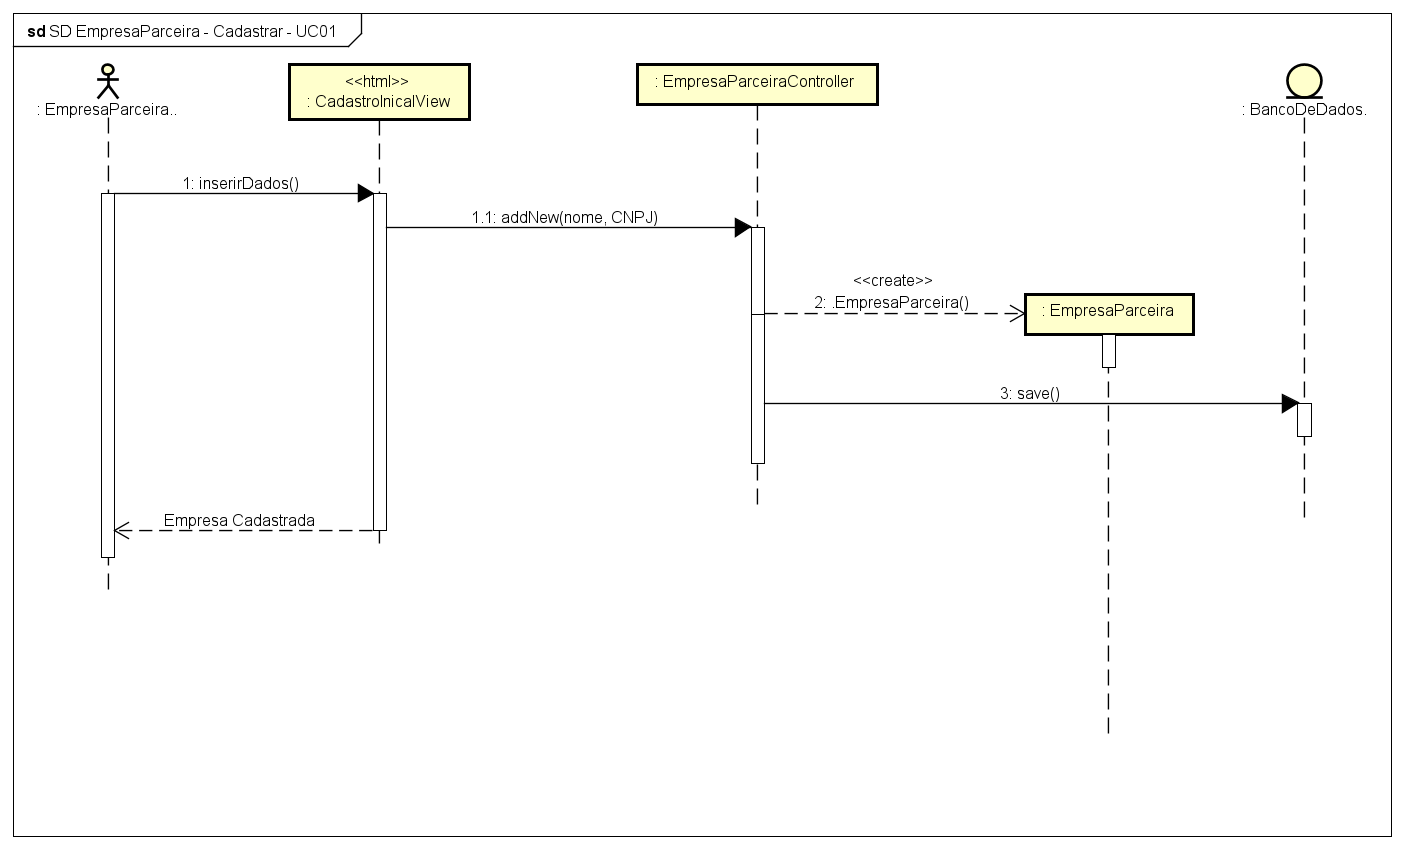 sd SD EmpresaParceira - Cadastrar - UC01
: EmpresaParceira..
<<html>>
: CadastroInicalView
: EmpresaParceiraController
: BancoDeDados.
1: inserirDados()
1.1: addNew(nome, CNPJ)
<<create>>
2: .EmpresaParceira()
: EmpresaParceira
3: save()
Empresa Cadastrada